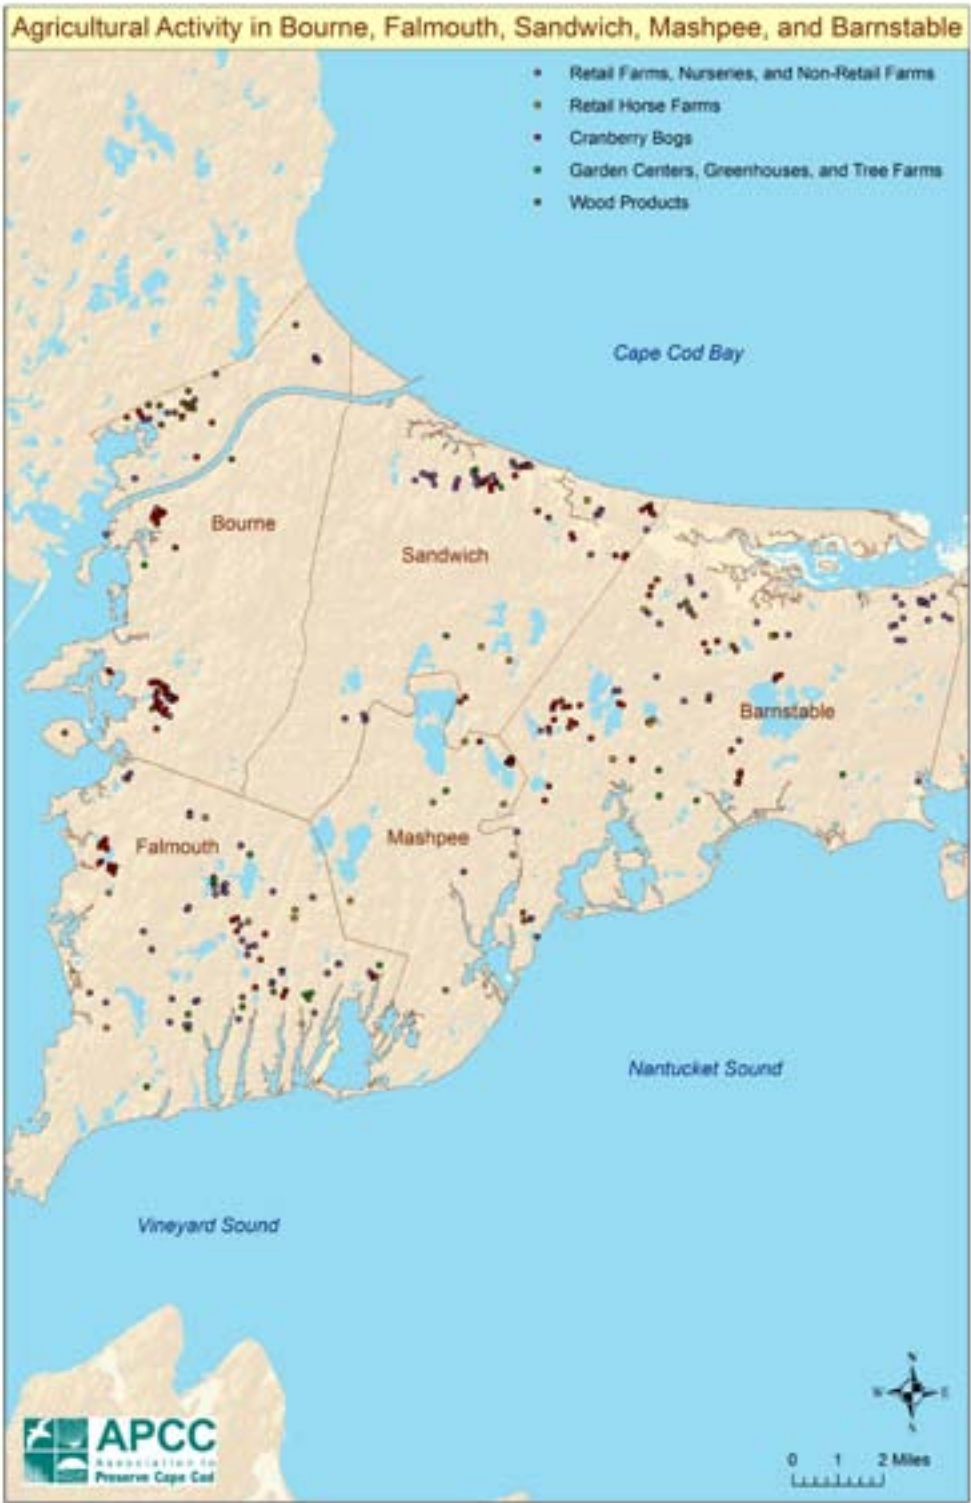 Agricultural Activity in Bourne, Falmouth, Sandwich, Mashpee, and Barnstable
Retail Farms, Nurseries, and Non-Retail Farms
Retail Horse Farms
Cranberry Bogs
Garden Centers, Greenhouses, and Tree Farms
Wood Products
Cape Cod Bay
Bourne
Sandwich
Barnstable
Falmouth
Mashpee
Nantucket Sound
Vineyard Sound
N
W E
S
APCC
Association to
Preserve Cape Cod
0 1 2 Miles